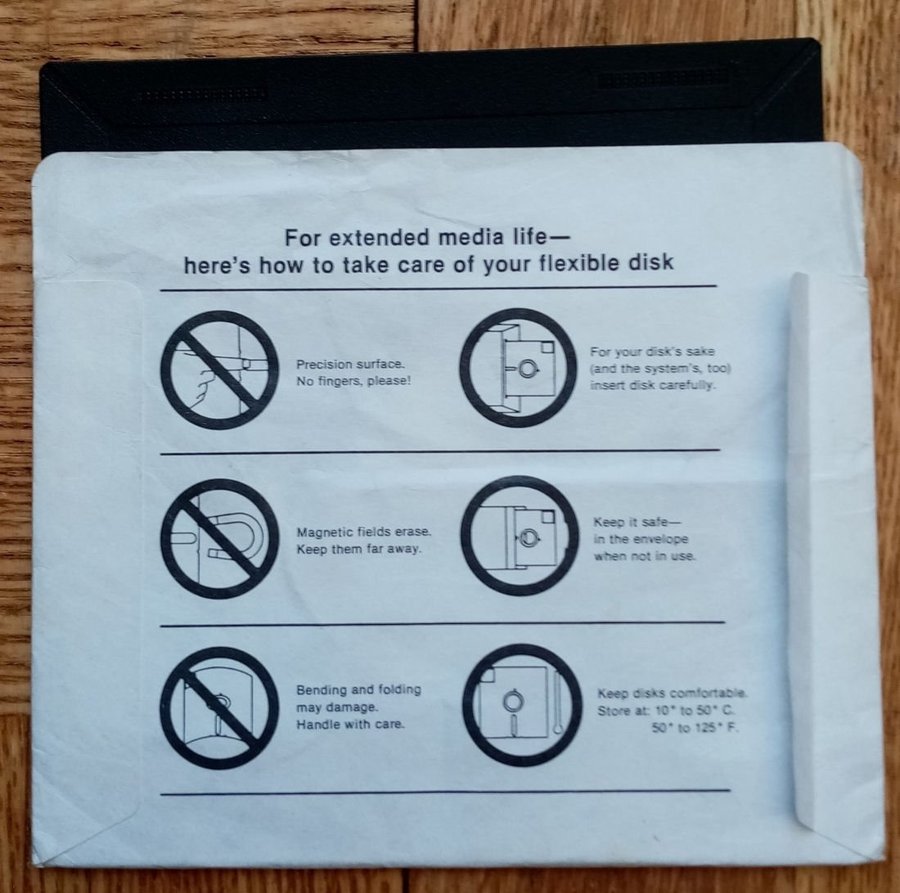 For extended media life—
here's how to take care of your flexible disk
Precision surface.
No fingers, please!
For your disk's sake
(and the system's, too)
insert disk carefully.
Magnetic fields erase.
Keep them far away.
Keep it safe—
in the envelope
when not in use.
Bending and folding
may damage.
Handle with care.
Keep disks comfortable.
Store at: 10° to 50° C.
50° to 125° F.